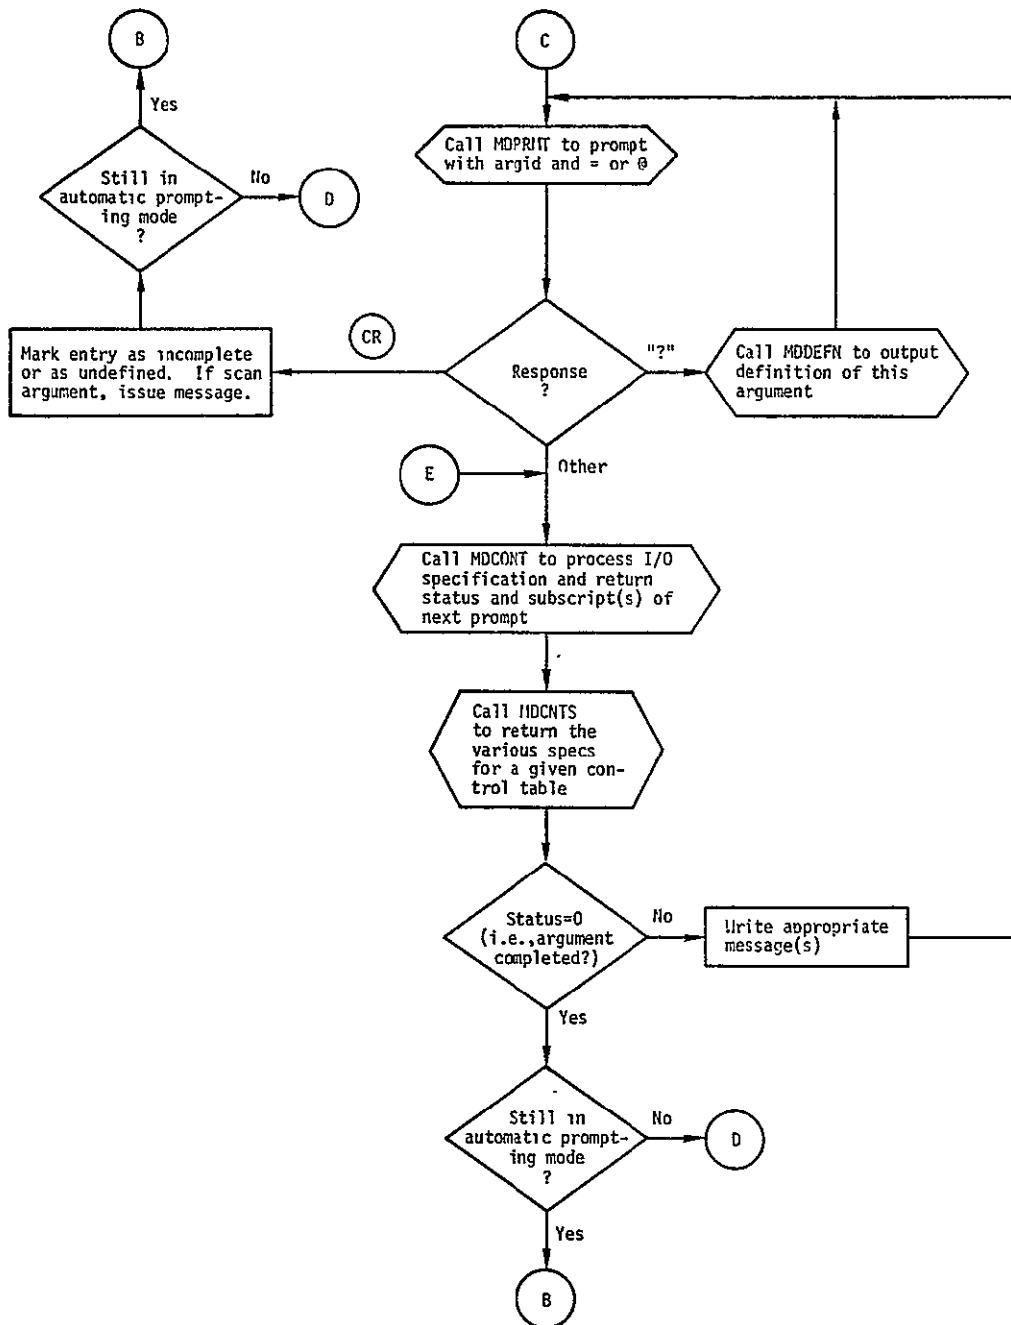 B
C
Yes
Call MDPRMT to prompt
with argid and = or @
Still in
automatic prompt-
ing mode
?
No
D
CR
Mark entry as incomplete
or as undefined. If scan
argument, issue message.
Response
?
"?"
Call MDDEFN to output
definition of this
argument
E
Other
Call MDCONT to process I/O
specification and return
status and subscript(s) of
next prompt
Call MDCNTS
to return the
various specs
for a given con-
trol table
Status=0
(i.e.,argument
completed?)
No
Write appropriate
message(s)
Yes
Still in
automatic prompt-
ing mode
?
No
D
Yes
B